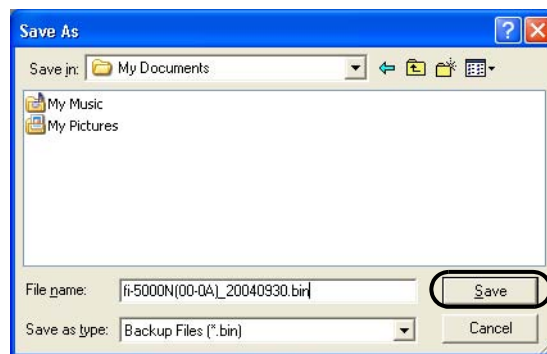 Save As
Save in: My Documents
My Music
My Pictures
File name: fi-5000N(00-0A)_20040930.bin
Save
Save as type: Backup Files (*.bin)
Cancel